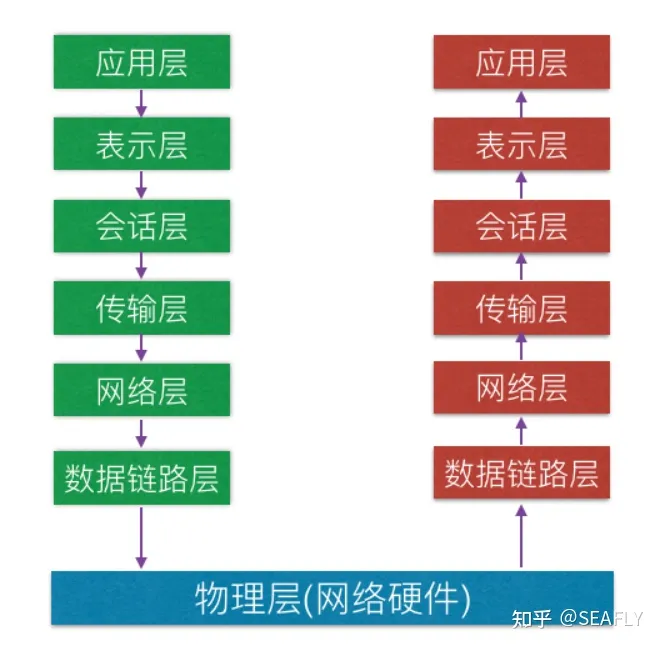 应用层
表示层
会话层
传输层
网络层
数据链路层
应用层
表示层
会话层
传输层
网络层
数据链路层
物理层(网络硬件)
知乎 @SEAFLY